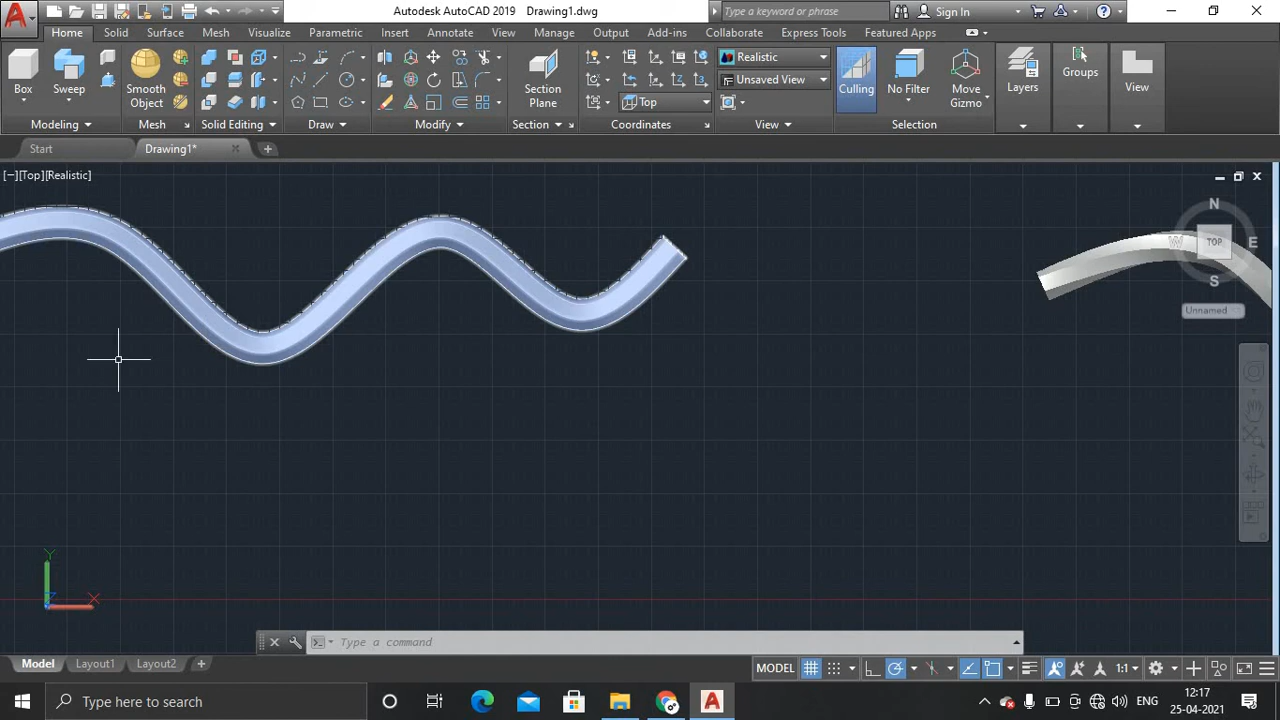 A Autodesk AutoCAD 2019 Drawing1.dwg Type a keyword or phrase Sign In ?
Home Solid Surface Mesh Visualize Parametric Insert Annotate View Manage Output Add-ins Collaborate Express Tools Featured Apps
Realistic
Unsaved View
Top
Box Sweep Smooth Object Section Plane Culling No Filter Move Gizmo Layers Groups View
Modeling Mesh Solid Editing Draw Modify Section Coordinates View Selection
Start Drawing1* +
[−][Top][Realistic]
N
W TOP E
S
Unnamed
Y
Z
X
Type a command
Model Layout1 Layout2 + MODEL 1:1
Type here to search A ENG 12:17
25-04-2021